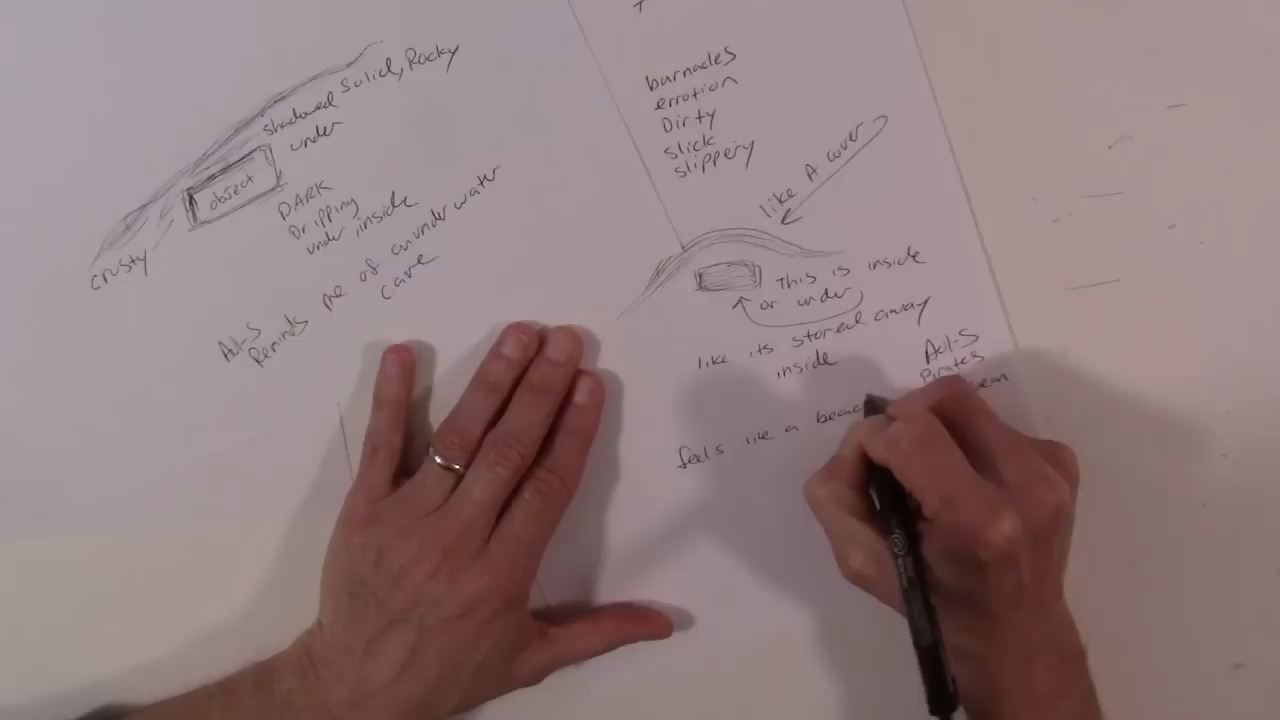 Solid, Rocky
shadowed
under
object
DARK
Dripping
under inside
crusty
Aol-S
Reminds me of an under water
cave
barnacles
errotion
Dirty
slick
slippery
like A cover
This is inside
or under
like its stored away
inside
Aol-S
Pirates
feels like a beac